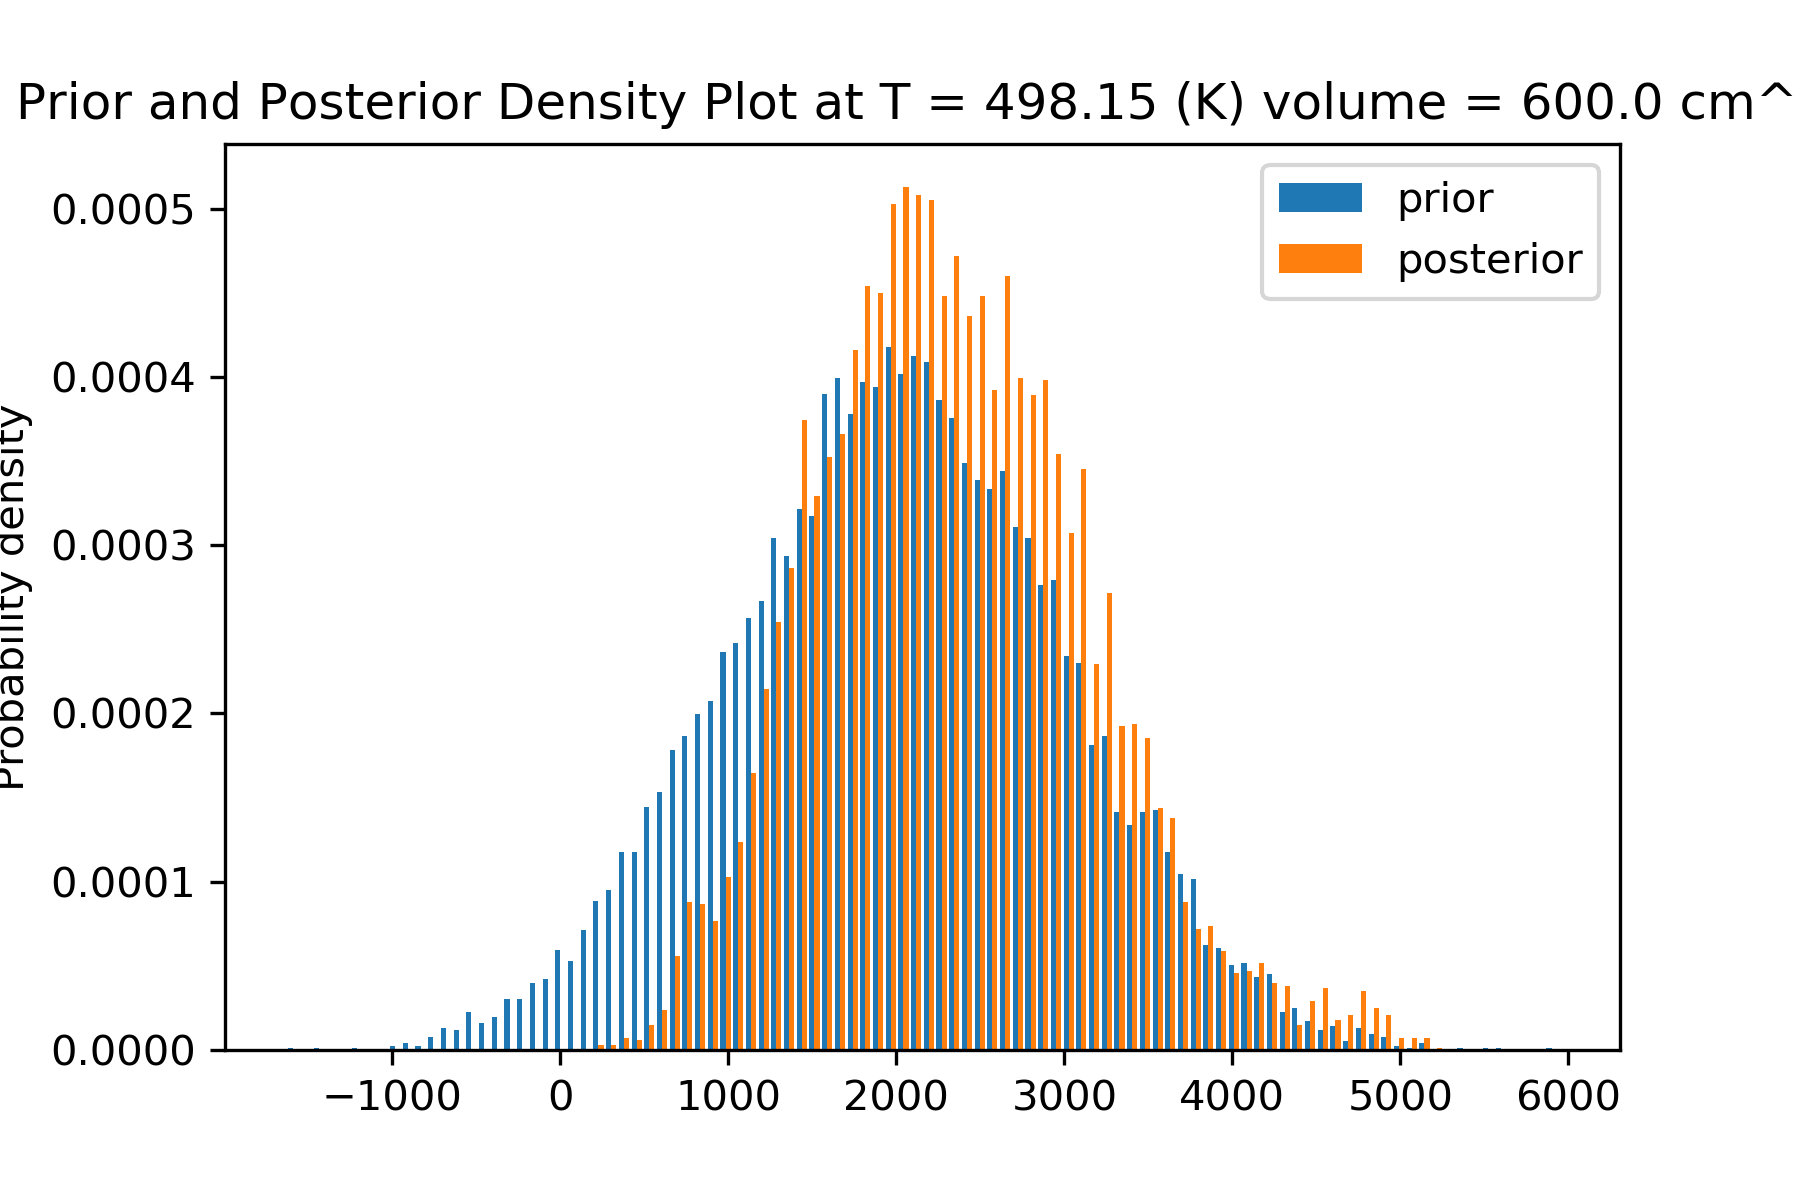 Prior and Posterior Density Plot at T = 498.15 (K) volume = 600.0 cm^
prior
posterior
Probability density
0.0005
0.0004
0.0003
0.0002
0.0001
0.0000
−1000 0 1000 2000 3000 4000 5000 6000